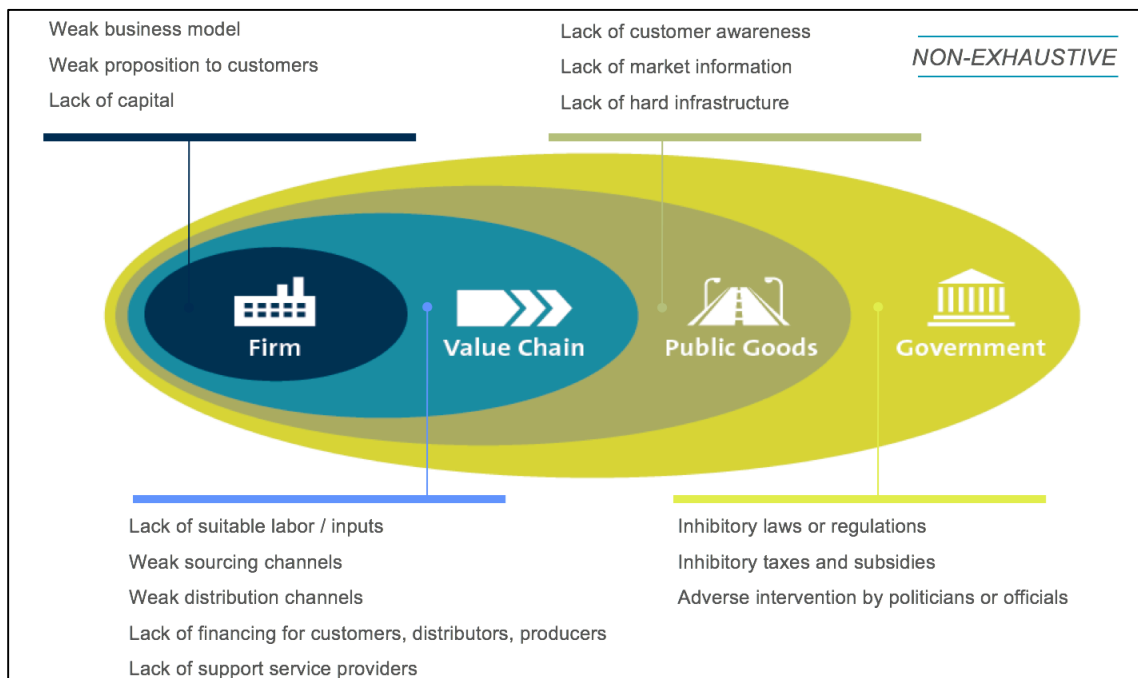 Weak business model
Weak proposition to customers
Lack of capital
Lack of customer awareness
Lack of market information
Lack of hard infrastructure
NON-EXHAUSTIVE
Firm
Value Chain
Public Goods
Government
Lack of suitable labor / inputs
Weak sourcing channels
Weak distribution channels
Lack of financing for customers, distributors, producers
Lack of support service providers
Inhibitory laws or regulations
Inhibitory taxes and subsidies
Adverse intervention by politicians or officials